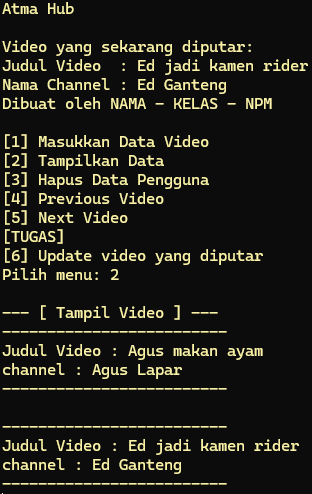 Atma Hub
Video yang sekarang diputar:
Judul Video  : Ed jadi kamen rider
Nama Channel : Ed Ganteng
Dibuat oleh NAMA - KELAS - NPM
[1] Masukkan Data Video
[2] Tampilkan Data
[3] Hapus Data Pengguna
[4] Previous Video
[5] Next Video
[TUGAS]
[6] Update video yang diputar
Pilih menu: 2
--- [ Tampil Video ] ---
-------------------------
Judul Video : Agus makan ayam
channel : Agus Lapar
-------------------------
-------------------------
Judul Video : Ed jadi kamen rider
channel : Ed Ganteng
-------------------------